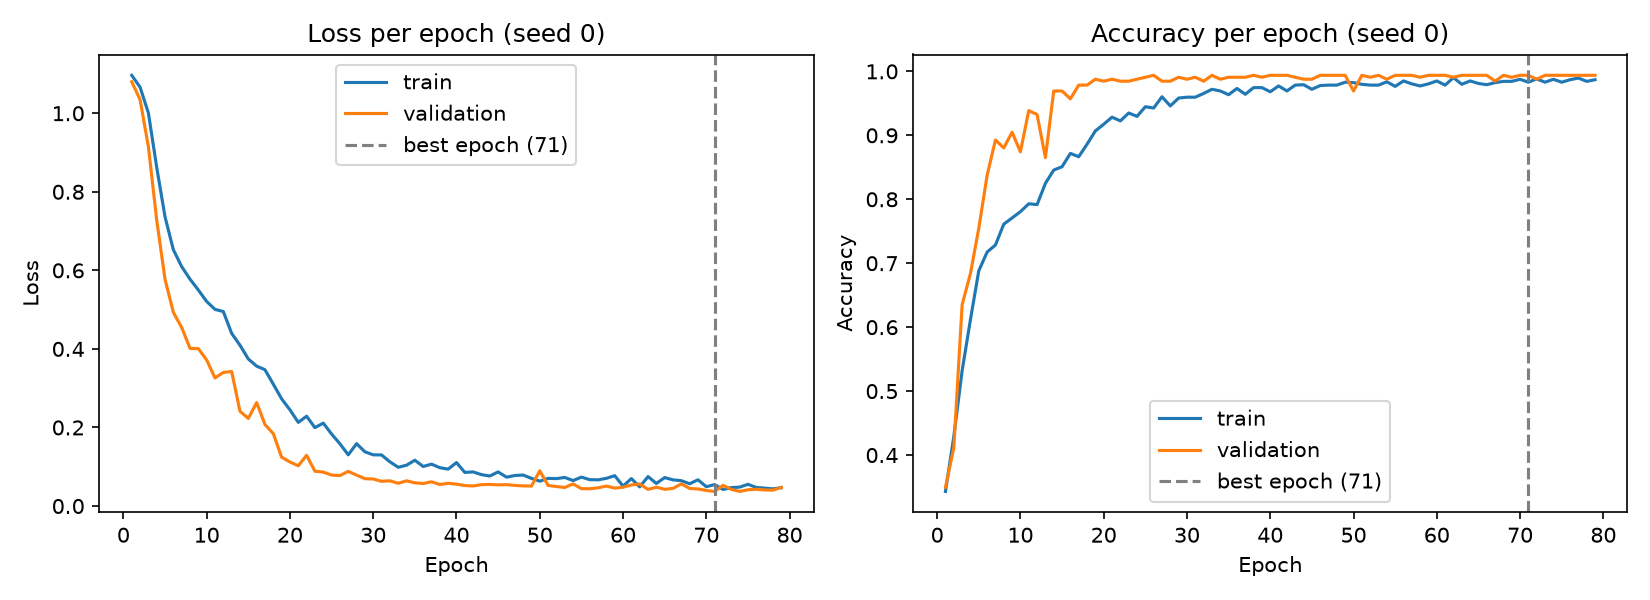 Loss per epoch (seed 0)
train
validation
best epoch (71)
1.0
0.8
0.6
0.4
0.2
0.0
Loss
0 10 20 30 40 50 60 70 80
Epoch
Accuracy per epoch (seed 0)
1.0
0.9
0.8
0.7
0.6
0.5
0.4
Accuracy
train
validation
best epoch (71)
0 10 20 30 40 50 60 70 80
Epoch